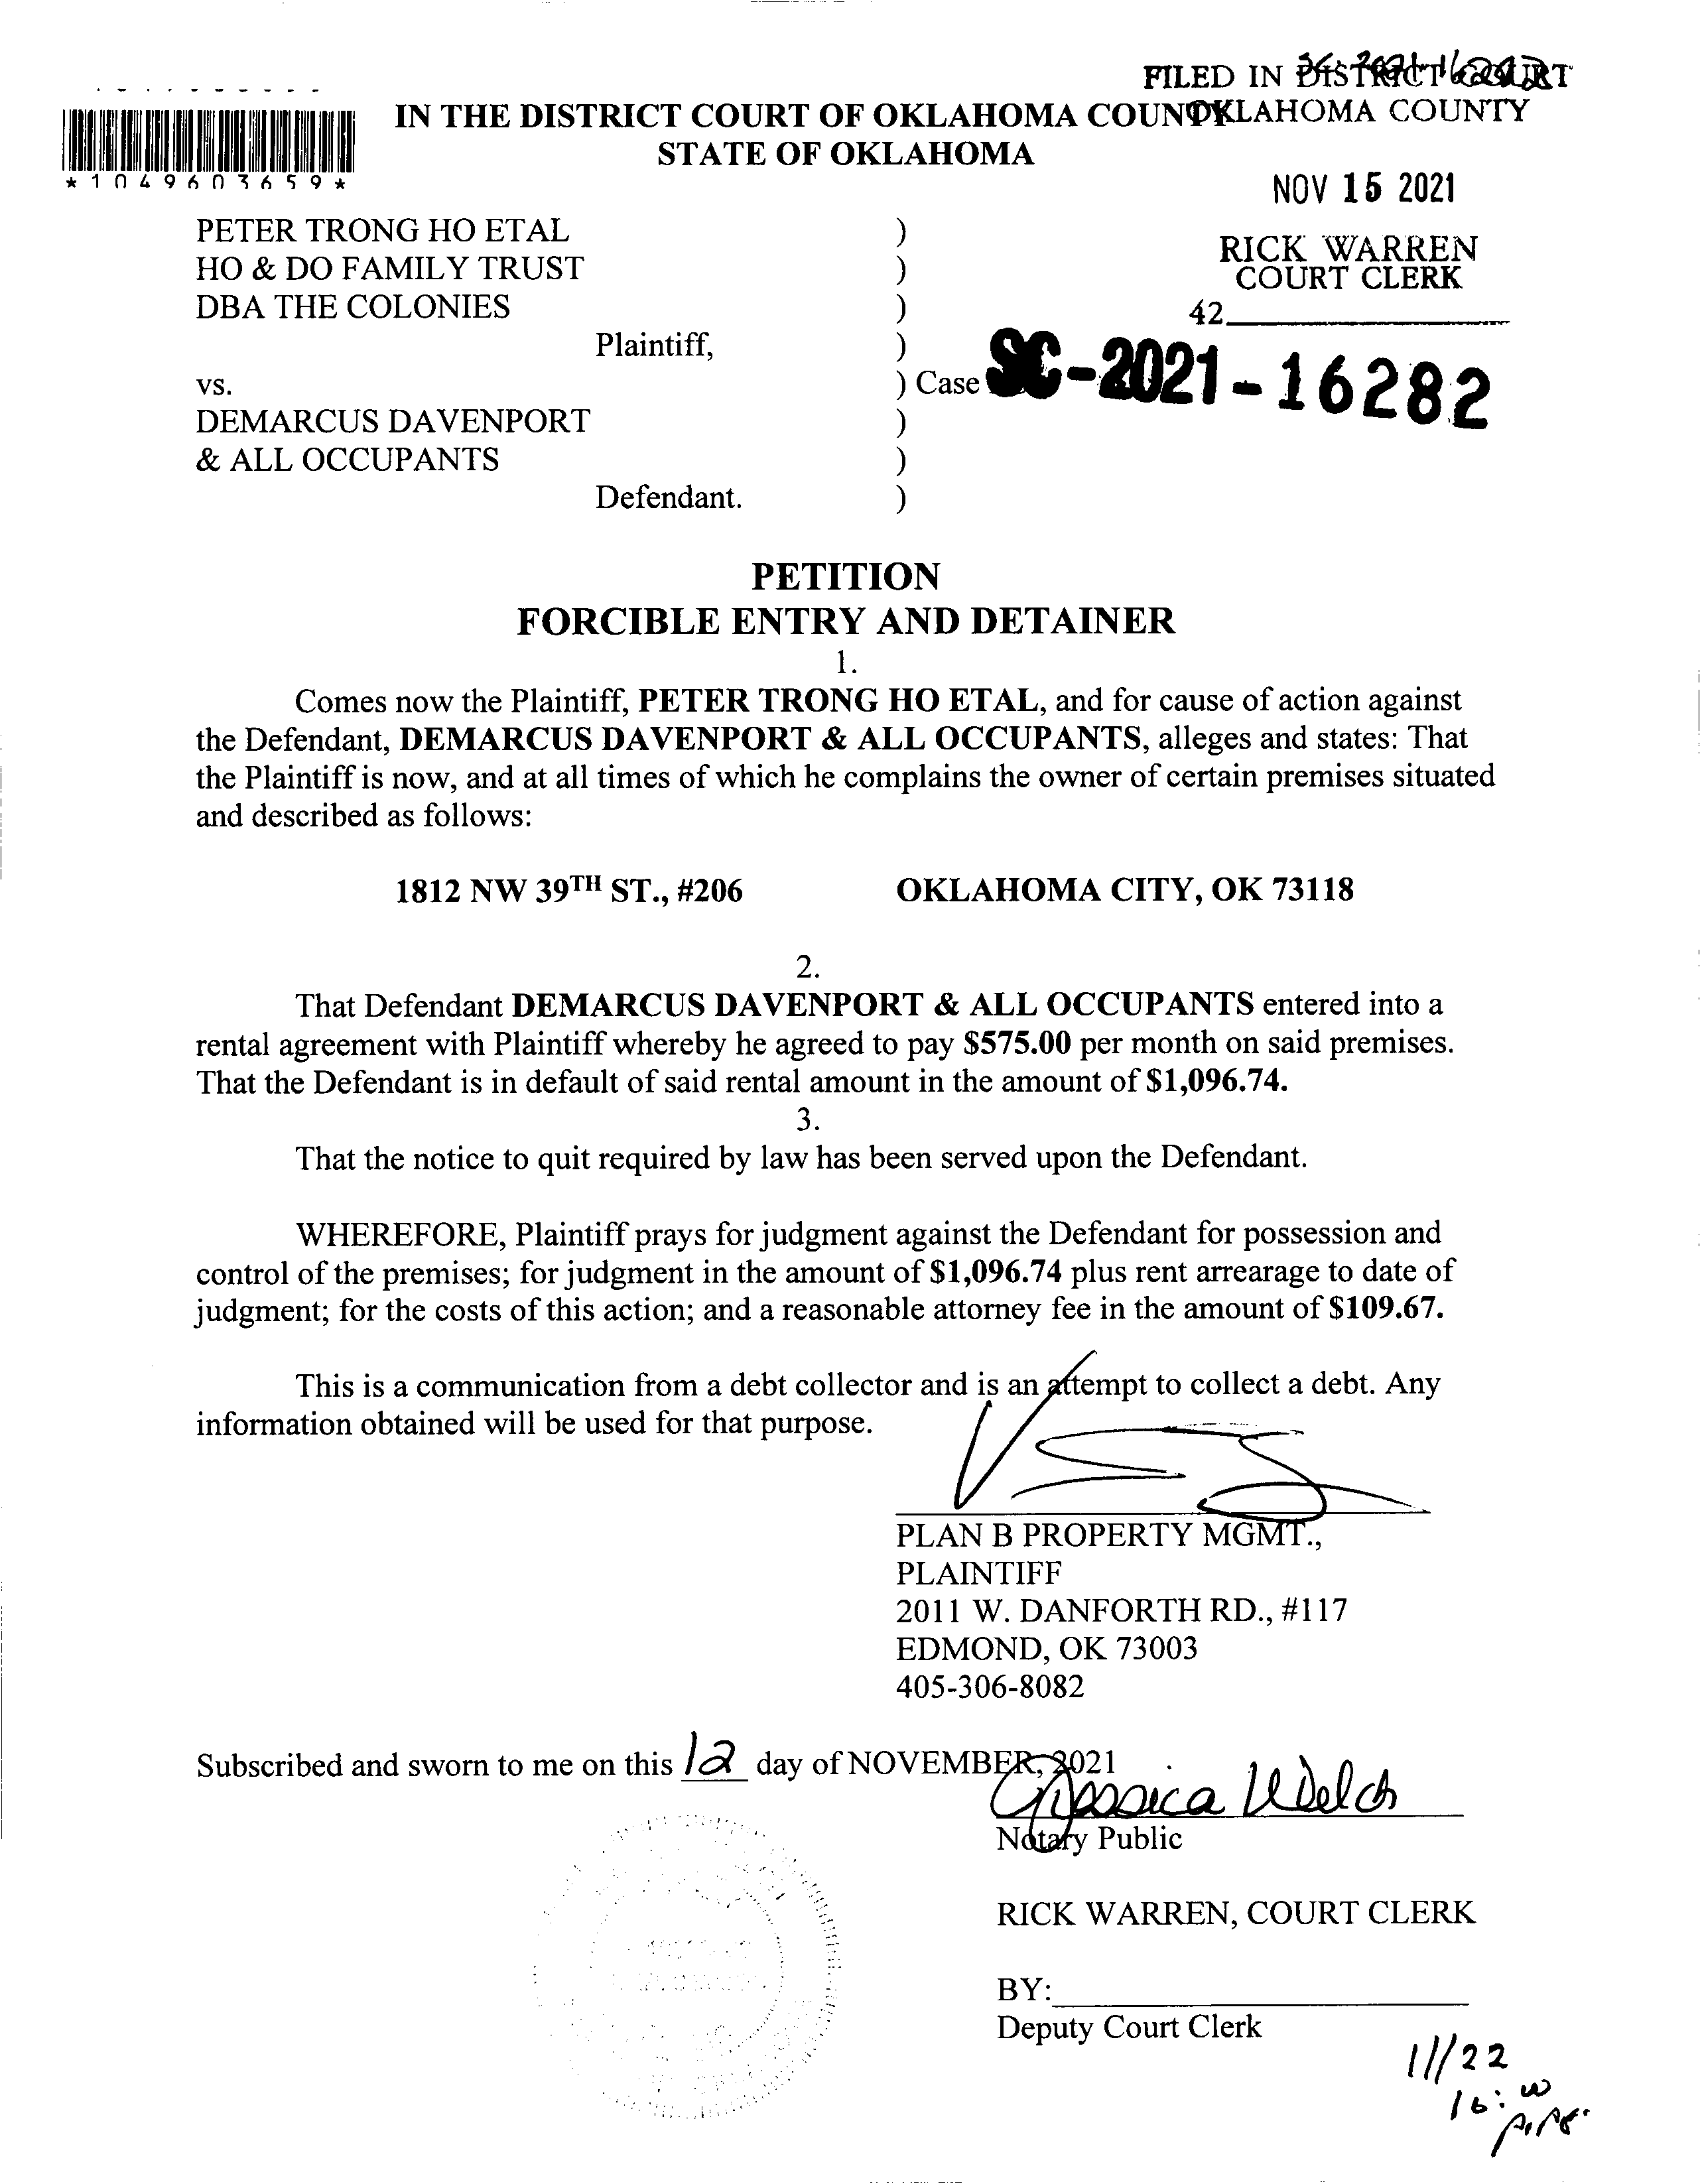 FILED IN DISTRICT COURT
OKLAHOMA COUNTY
IN THE DISTRICT COURT OF OKLAHOMA COUNTY
STATE OF OKLAHOMA
*1049603659*
NOV 15 2021
RICK WARREN
COURT CLERK
42
PETER TRONG HO ETAL )
HO & DO FAMILY TRUST )
DBA THE COLONIES )
Plaintiff, )
vs. ) Case SC-2021-16282
DEMARCUS DAVENPORT )
& ALL OCCUPANTS )
Defendant. )
PETITION
FORCIBLE ENTRY AND DETAINER
1.
Comes now the Plaintiff, PETER TRONG HO ETAL, and for cause of action against
the Defendant, DEMARCUS DAVENPORT & ALL OCCUPANTS, alleges and states: That
the Plaintiff is now, and at all times of which he complains the owner of certain premises situated
and described as follows:
1812 NW 39TH ST., #206 OKLAHOMA CITY, OK 73118
2.
That Defendant DEMARCUS DAVENPORT & ALL OCCUPANTS entered into a
rental agreement with Plaintiff whereby he agreed to pay $575.00 per month on said premises.
That the Defendant is in default of said rental amount in the amount of $1,096.74.
3.
That the notice to quit required by law has been served upon the Defendant.
WHEREFORE, Plaintiff prays for judgment against the Defendant for possession and
control of the premises; for judgment in the amount of $1,096.74 plus rent arrearage to date of
judgment; for the costs of this action; and a reasonable attorney fee in the amount of $109.67.
This is a communication from a debt collector and is an attempt to collect a debt. Any
information obtained will be used for that purpose.
PLAN B PROPERTY MGMT.,
PLAINTIFF
2011 W. DANFORTH RD., #117
EDMOND, OK 73003
405-306-8082
Subscribed and sworn to me on this 12 day of NOVEMBER, 2021
Jessica Welch
Notary Public
RICK WARREN, COURT CLERK
BY:
Deputy Court Clerk
11/22